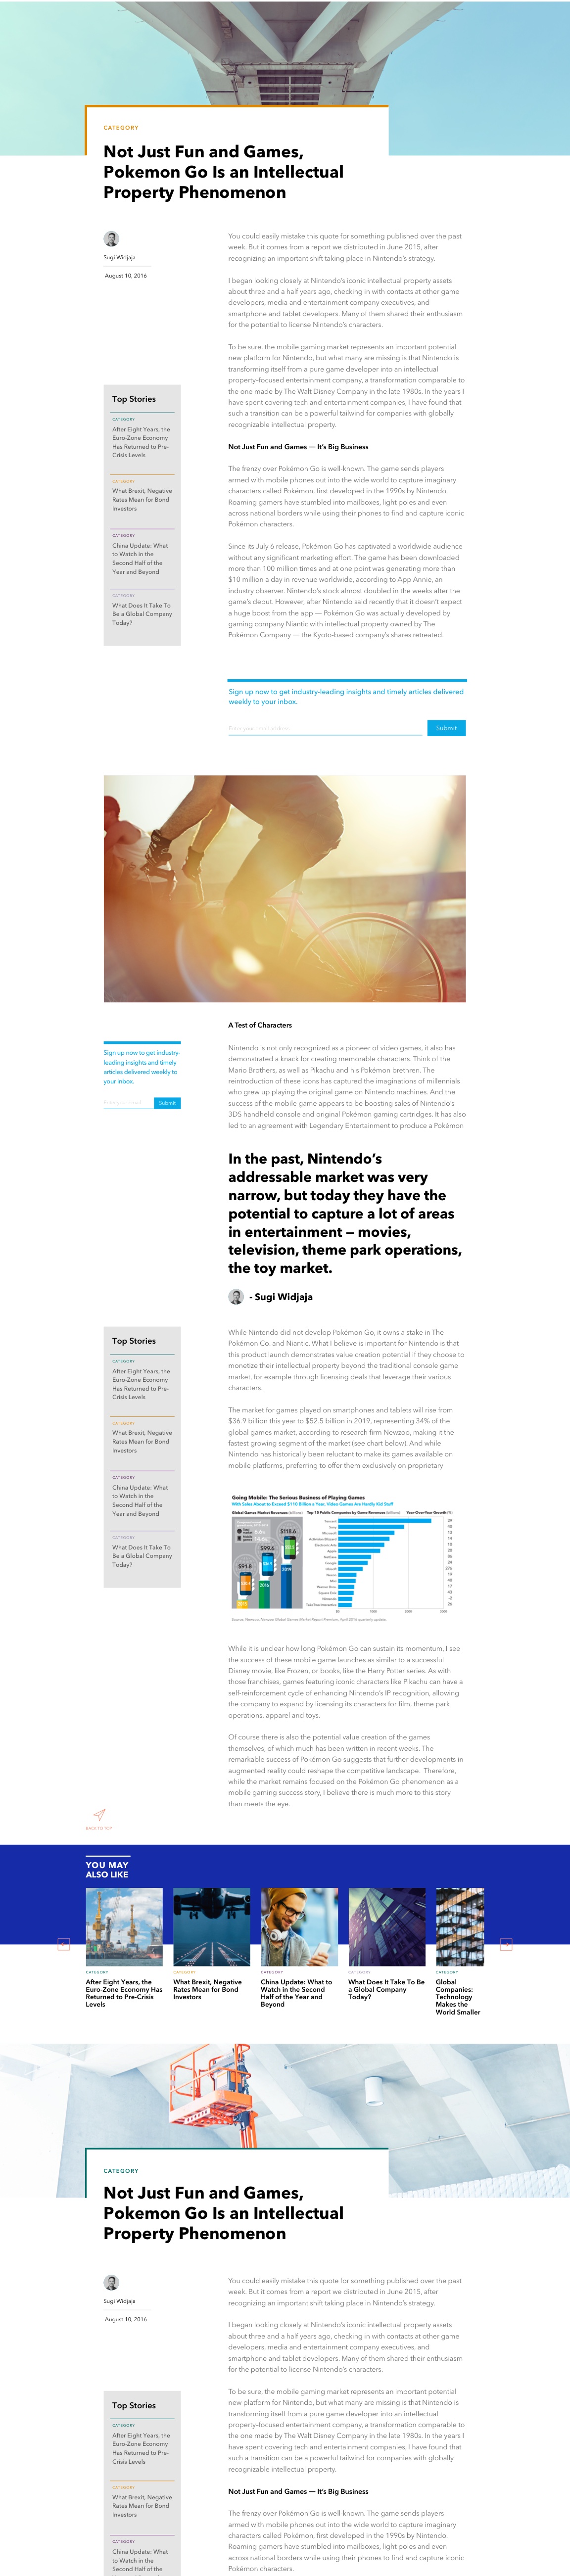 CATEGORY
Not Just Fun and Games,
Pokemon Go Is an Intellectual
Property Phenomenon
Sugi Widjaja
August 10, 2016
You could easily mistake this quote for something published over the past
week. But it comes from a report we distributed in June 2015, after
recognizing an important shift taking place in Nintendo's strategy.
I began looking closely at Nintendo's iconic intellectual property assets
about three and a half years ago, checking in with contacts at other game
developers, media and entertainment company executives, and
smartphone and tablet developers. Many of them shared their enthusiasm
for the potential to license Nintendo's characters.
To be sure, the mobile gaming market represents an important potential
new platform for Nintendo, but what many are missing is that Nintendo is
transforming itself from a pure game developer into an intellectual
property-focused entertainment company, a transformation comparable to
the one made by The Walt Disney Company in the late 1980s. In the years I
have spent covering tech and entertainment companies, I have found that
such a transition can be a powerful tailwind for companies with globally
recognizable intellectual property.
Top Stories
CATEGORY
After Eight Years, the
Euro-Zone Economy
Has Returned to Pre-
Crisis Levels
CATEGORY
What Brexit, Negative
Rates Mean for Bond
Investors
CATEGORY
China Update: What
to Watch in the
Second Half of the
Year and Beyond
CATEGORY
What Does It Take To
Be a Global Company
Today?
Not Just Fun and Games — It's Big Business
The frenzy over Pokémon Go is well-known. The game sends players
armed with mobile phones out into the wide world to capture imaginary
characters called Pokémon, first developed in the 1990s by Nintendo.
Roaming gamers have stumbled into mailboxes, light poles and even
across national borders while using their phones to find and capture iconic
Pokémon characters.
Since its July 6 release, Pokémon Go has captivated a worldwide audience
without any significant marketing effort. The game has been downloaded
more than 100 million times and at one point was generating more than
$10 million a day in revenue worldwide, according to App Annie, an
industry observer. Nintendo's stock almost doubled in the weeks after the
game's debut. However, after Nintendo said recently that it doesn't expect
a huge boost from the app — Pokémon Go was actually developed by
gaming company Niantic with intellectual property owned by The
Pokémon Company — the Kyoto-based company's shares retreated.
Sign up now to get industry-leading insights and timely articles delivered
weekly to your inbox.
Enter your email address
Submit
A Test of Characters
Nintendo is not only recognized as a pioneer of video games, it also has
demonstrated a knack for creating memorable characters. Think of the
Mario Brothers, as well as Pikachu and his Pokémon brethren. The
reintroduction of these icons has captured the imaginations of millennials
who grew up playing the original game on Nintendo machines. And the
success of the mobile game appears to be boosting sales of Nintendo's
3DS handheld console and original Pokémon gaming cartridges. It has also
led to an agreement with Legendary Entertainment to produce a Pokémon
Sign up now to get industry-
leading insights and timely
articles delivered weekly to
your inbox.
Enter your email
Submit
In the past, Nintendo's
addressable market was very
narrow, but today they have the
potential to capture a lot of areas
in entertainment – movies,
television, theme park operations,
the toy market.
- Sugi Widjaja
Top Stories
CATEGORY
After Eight Years, the
Euro-Zone Economy
Has Returned to Pre-
Crisis Levels
CATEGORY
What Brexit, Negative
Rates Mean for Bond
Investors
CATEGORY
China Update: What
to Watch in the
Second Half of the
Year and Beyond
CATEGORY
What Does It Take To
Be a Global Company
Today?
While Nintendo did not develop Pokémon Go, it owns a stake in The
Pokémon Co. and Niantic. What I believe is important for Nintendo is that
this product launch demonstrates value creation potential if they choose to
monetize their intellectual property beyond the traditional console game
market, for example through licensing deals that leverage their various
characters.
The market for games played on smartphones and tablets will rise from
$36.9 billion this year to $52.5 billion in 2019, representing 34% of the
global games market, according to research firm Newzoo, making it the
fastest growing segment of the market (see chart below). And while
Nintendo has historically been reluctant to make its games available on
mobile platforms, preferring to offer them exclusively on proprietary
Going Mobile: The Serious Business of Playing Games
With Sales About to Exceed $110 Billion a Year, Video Games Are Hardly Kid Stuff
Global Games Market Revenues (billions)
Top 15 Public Companies by Game Revenues (billions)
Year-Over-Year Growth (%)
$91.8
$99.6
$118.6
2016
2019
Tencent
Sony
Microsoft
Apple
Google
Nintendo
While it is unclear how long Pokémon Go can sustain its momentum, I see
the success of these mobile game launches as similar to a successful
Disney movie, like Frozen, or books, like the Harry Potter series. As with
those franchises, games featuring iconic characters like Pikachu can have a
self-reinforcement cycle of enhancing Nintendo's IP recognition, allowing
the company to expand by licensing its characters for film, theme park
operations, apparel and toys.
Of course there is also the potential value creation of the games
themselves, of which much has been written in recent weeks. The
remarkable success of Pokémon Go suggests that further developments in
augmented reality could reshape the competitive landscape. Therefore,
while the market remains focused on the Pokémon Go phenomenon as a
mobile gaming success story, I believe there is much more to this story
than meets the eye.
BACK TO TOP
YOU MAY
ALSO LIKE
CATEGORY
After Eight Years, the
Euro-Zone Economy Has
Returned to Pre-Crisis
Levels
CATEGORY
What Brexit, Negative
Rates Mean for Bond
Investors
CATEGORY
China Update: What to
Watch in the Second
Half of the Year and
Beyond
CATEGORY
What Does It Take To Be
a Global Company
Today?
CATEGORY
Global
Companies:
Technology
Makes the
World Smaller
CATEGORY
Not Just Fun and Games,
Pokemon Go Is an Intellectual
Property Phenomenon
Sugi Widjaja
August 10, 2016
You could easily mistake this quote for something published over the past
week. But it comes from a report we distributed in June 2015, after
recognizing an important shift taking place in Nintendo's strategy.
I began looking closely at Nintendo's iconic intellectual property assets
about three and a half years ago, checking in with contacts at other game
developers, media and entertainment company executives, and
smartphone and tablet developers. Many of them shared their enthusiasm
for the potential to license Nintendo's characters.
To be sure, the mobile gaming market represents an important potential
new platform for Nintendo, but what many are missing is that Nintendo is
transforming itself from a pure game developer into an intellectual
property-focused entertainment company, a transformation comparable to
the one made by The Walt Disney Company in the late 1980s. In the years I
have spent covering tech and entertainment companies, I have found that
such a transition can be a powerful tailwind for companies with globally
recognizable intellectual property.
Top Stories
CATEGORY
After Eight Years, the
Euro-Zone Economy
Has Returned to Pre-
Crisis Levels
CATEGORY
What Brexit, Negative
Rates Mean for Bond
Investors
CATEGORY
China Update: What
to Watch in the
Second Half of the
Not Just Fun and Games — It's Big Business
The frenzy over Pokémon Go is well-known. The game sends players
armed with mobile phones out into the wide world to capture imaginary
characters called Pokémon, first developed in the 1990s by Nintendo.
Roaming gamers have stumbled into mailboxes, light poles and even
across national borders while using their phones to find and capture iconic
Pokémon characters.